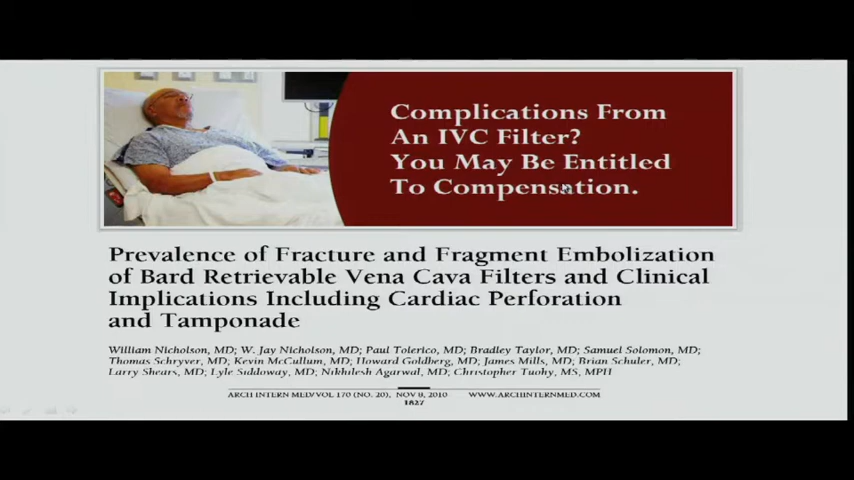 Complications From
An IVC Filter?
You May Be Entitled
To Compensation.
Prevalence of Fracture and Fragment Embolization
of Bard Retrievable Vena Cava Filters and Clinical
Implications Including Cardiac Perforation
and Tamponade
William Nicholson, MD; W. Jay Nicholson, MD; Paul Tolerico, MD; Bradley Taylor, MD; Samuel Solomon, MD;
Thomas Schryver, MD; Kevin McCullum, MD; Howard Goldberg, MD; James Mills, MD; Brian Schuler, MD;
Larry Shears, MD; Lyle Siddoway, MD; Nikhilesh Agarwal, MD; Christopher Tuohy, MS, MPH
ARCH INTERN MED/VOL 170 (NO. 20), NOV 8, 2010 WWW.ARCHINTERNMED.COM
1827